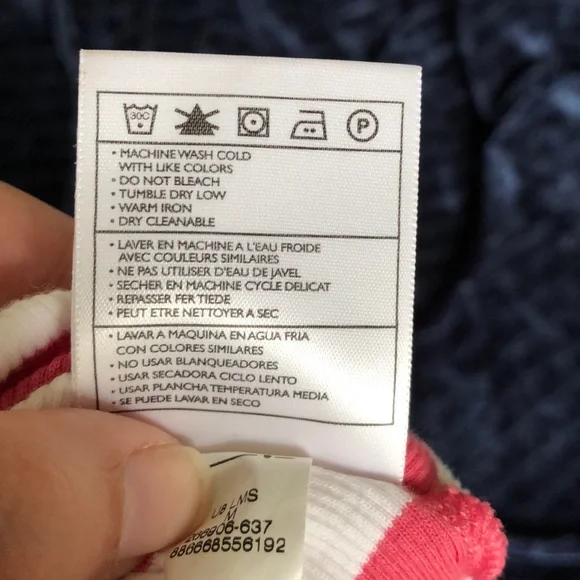 30C P
• MACHINE WASH COLD
WITH LIKE COLORS
• DO NOT BLEACH
• TUMBLE DRY LOW
• WARM IRON
• DRY CLEANABLE
• LAVER EN MACHINE A L'EAU FROIDE
AVEC COULEURS SIMILAIRES
• NE PAS UTILISER D'EAU DE JAVEL
• SECHER EN MACHINE CYCLE DELICAT
• REPASSER FER TIEDE
• PEUT ETRE NETTOYER A SEC
• LAVAR A MAQUINA EN AGUA FRIA
CON COLORES SIMILARES
• NO USAR BLANQUEADORES
• USAR SECADORA CICLO LENTO
• USAR PLANCHA TEMPERATURA MEDIA
• SE PUEDE LAVAR EN SECO
LMS
M
886668556192